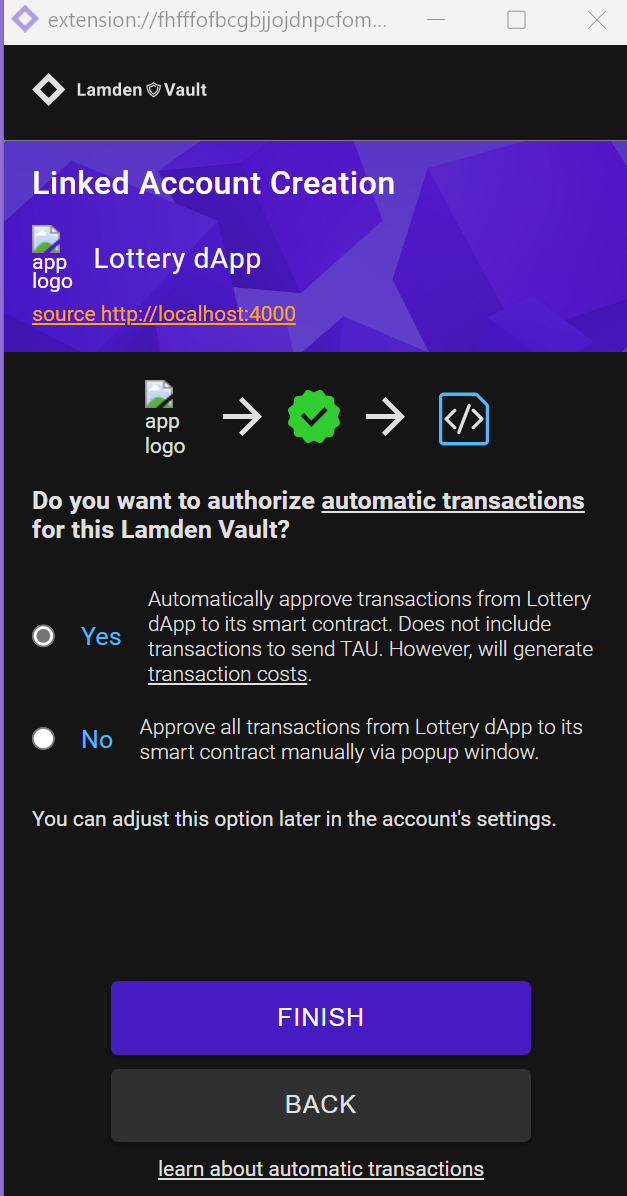 extension://fhfffofbcgbjjojdnpcfom...
Lamden Vault
Linked Account Creation
app
logo
Lottery dApp
source http://localhost:4000
app
logo
</>
Do you want to authorize automatic transactions
for this Lamden Vault?
Yes
Automatically approve transactions from Lottery
dApp to its smart contract. Does not include
transactions to send TAU. However, will generate
transaction costs.
No
Approve all transactions from Lottery dApp to its
smart contract manually via popup window.
You can adjust this option later in the account's settings.
FINISH
BACK
learn about automatic transactions